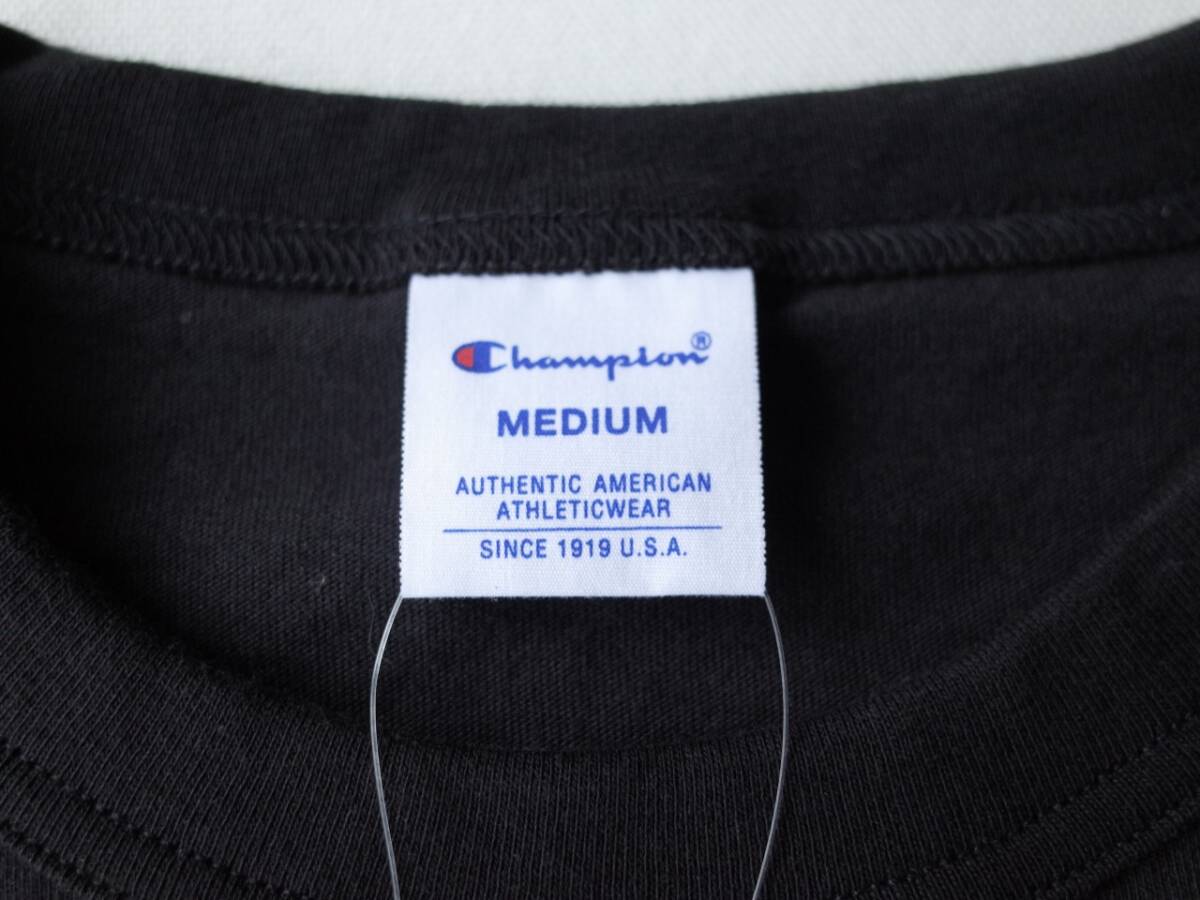 Champion®
MEDIUM
AUTHENTIC AMERICAN
ATHLETICWEAR
SINCE 1919 U.S.A.